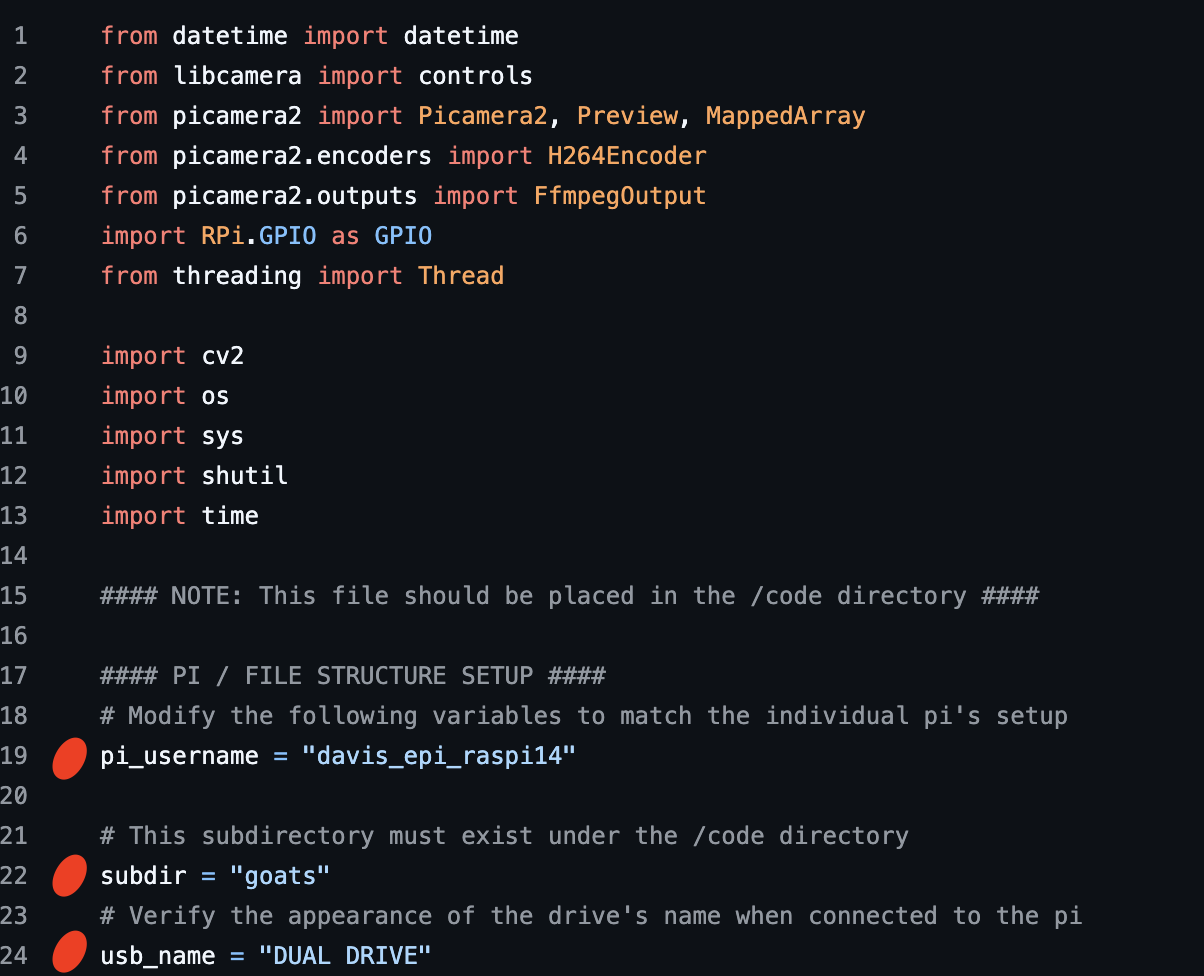 1 from datetime import datetime
2 from libcamera import controls
3 from picamera2 import Picamera2, Preview, MappedArray
4 from picamera2.encoders import H264Encoder
5 from picamera2.outputs import FfmpegOutput
6 import RPi.GPIO as GPIO
7 from threading import Thread
8
9 import cv2
10 import os
11 import sys
12 import shutil
13 import time
14
15 #### NOTE: This file should be placed in the /code directory ####
16
17 #### PI / FILE STRUCTURE SETUP ####
18 # Modify the following variables to match the individual pi's setup
19 pi_username = "davis_epi_raspi14"
20
21 # This subdirectory must exist under the /code directory
22 subdir = "goats"
23 # Verify the appearance of the drive's name when connected to the pi
24 usb_name = "DUAL DRIVE"